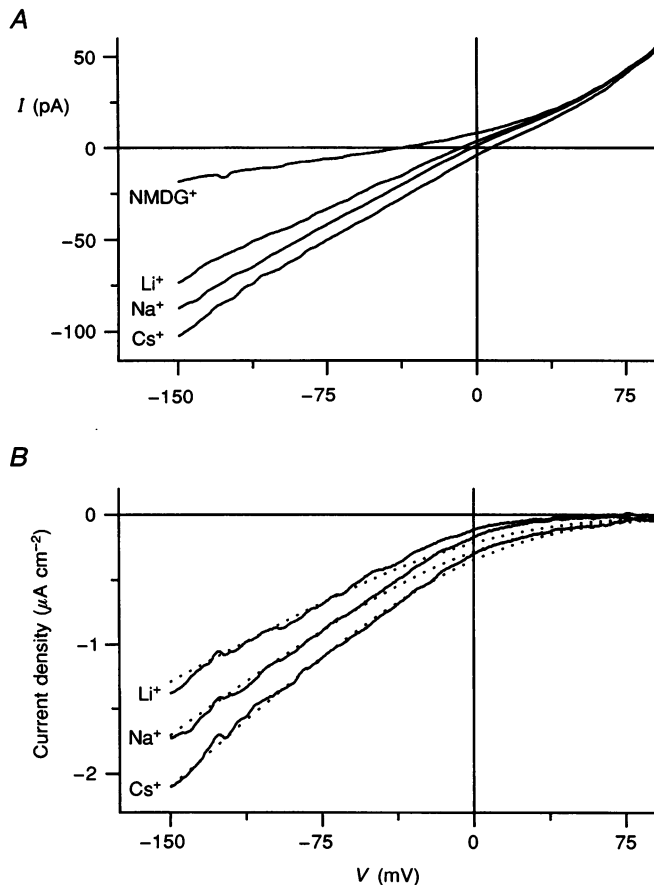 A
50
I (pA)
0
NMDG⁺
−50
Li⁺
Na⁺
−100
Cs⁺
−150 −75 0 75
B
0
Current density (μA cm⁻²)
−1
Li⁺
Na⁺
−2
Cs⁺
−150 −75 0 75
V (mV)